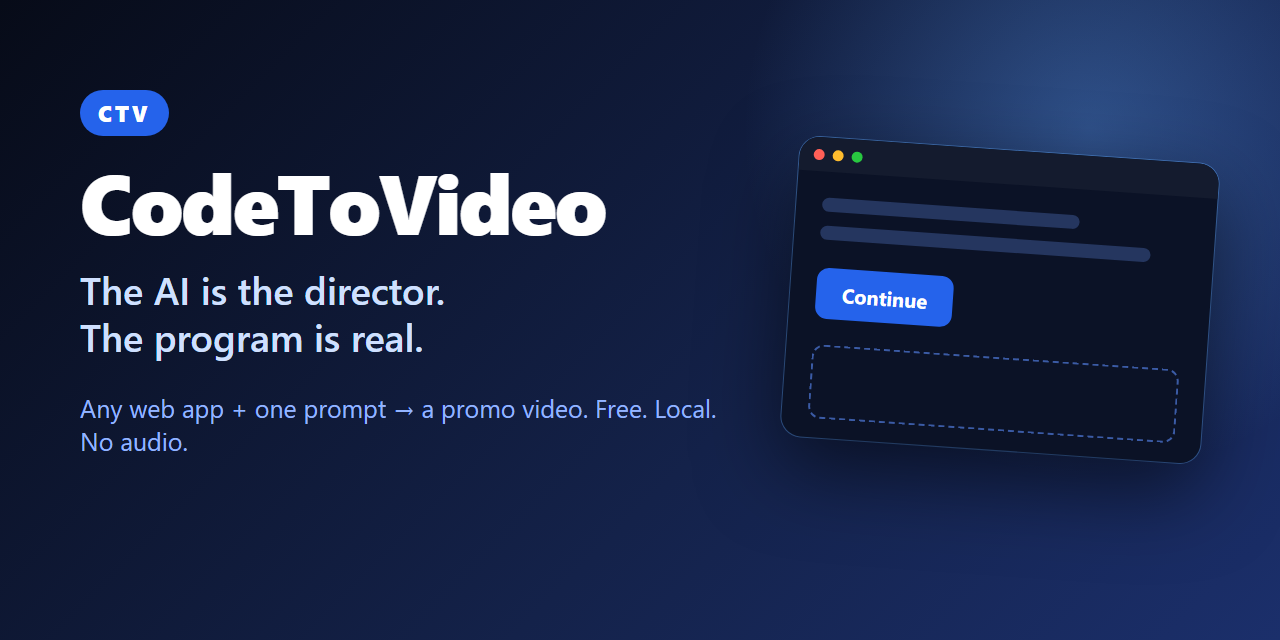 CTV
CodeToVideo
The AI is the director.
The program is real.
Any web app + one prompt → a promo video. Free. Local.
No audio.
Continue